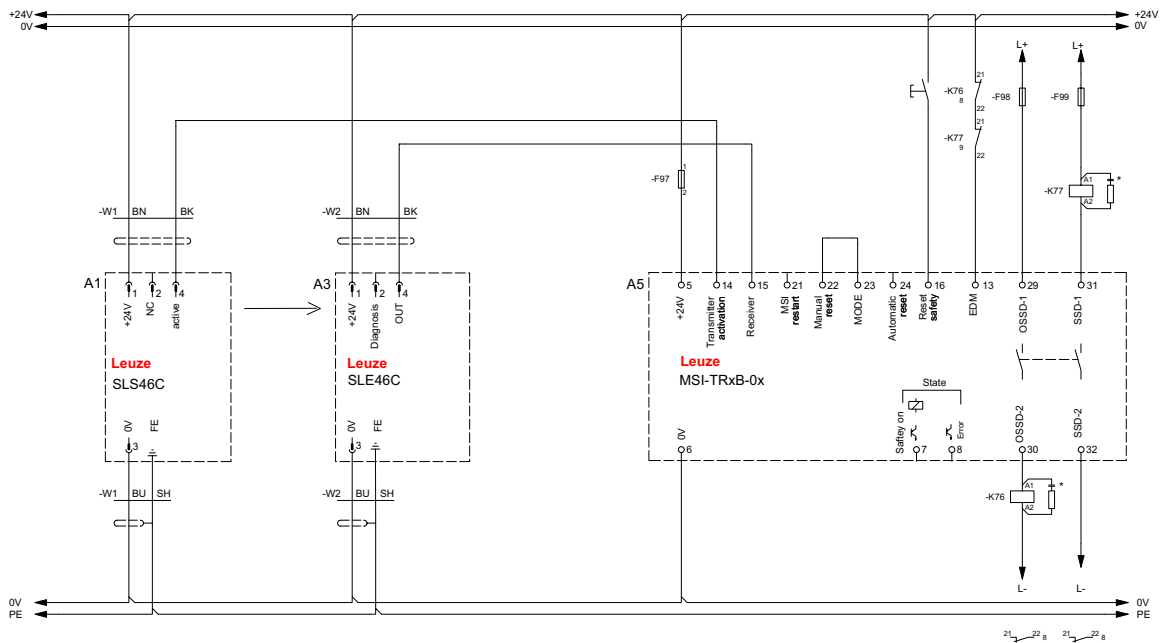 +24V
0V
+24V
0V
L+
L+
21
-K76
8
22
-F98
-F99
21
-K77
9
22
1
-F97
2
A1
*
-K77
A2
-W1 BN BK
-W2 BN BK
A1
1 2 4
+24V
NC
active
Leuze
SLS46C
0V
FE
3
A3
1 2 4
+24V
Diagnosis
OUT
Leuze
SLE46C
0V
FE
3
A5
5 14 15 21 22 23 24 16 13 29 31
+24V
Transmitter
activation
Receiver
MSI
restart
Manual
reset
MODE
Automatic
reset
Reset
safety
EDM
OSSD-1
SSD-1
Leuze
MSI-TRxB-0x
State
Saftey on
Error
0V
OSSD-2
SSD-2
6 7 8 30 32
-W1 BU SH
-W2 BU SH
A1
*
-K76
A2
L-
L-
0V
PE
0V
PE
21 22 8
21 22 8